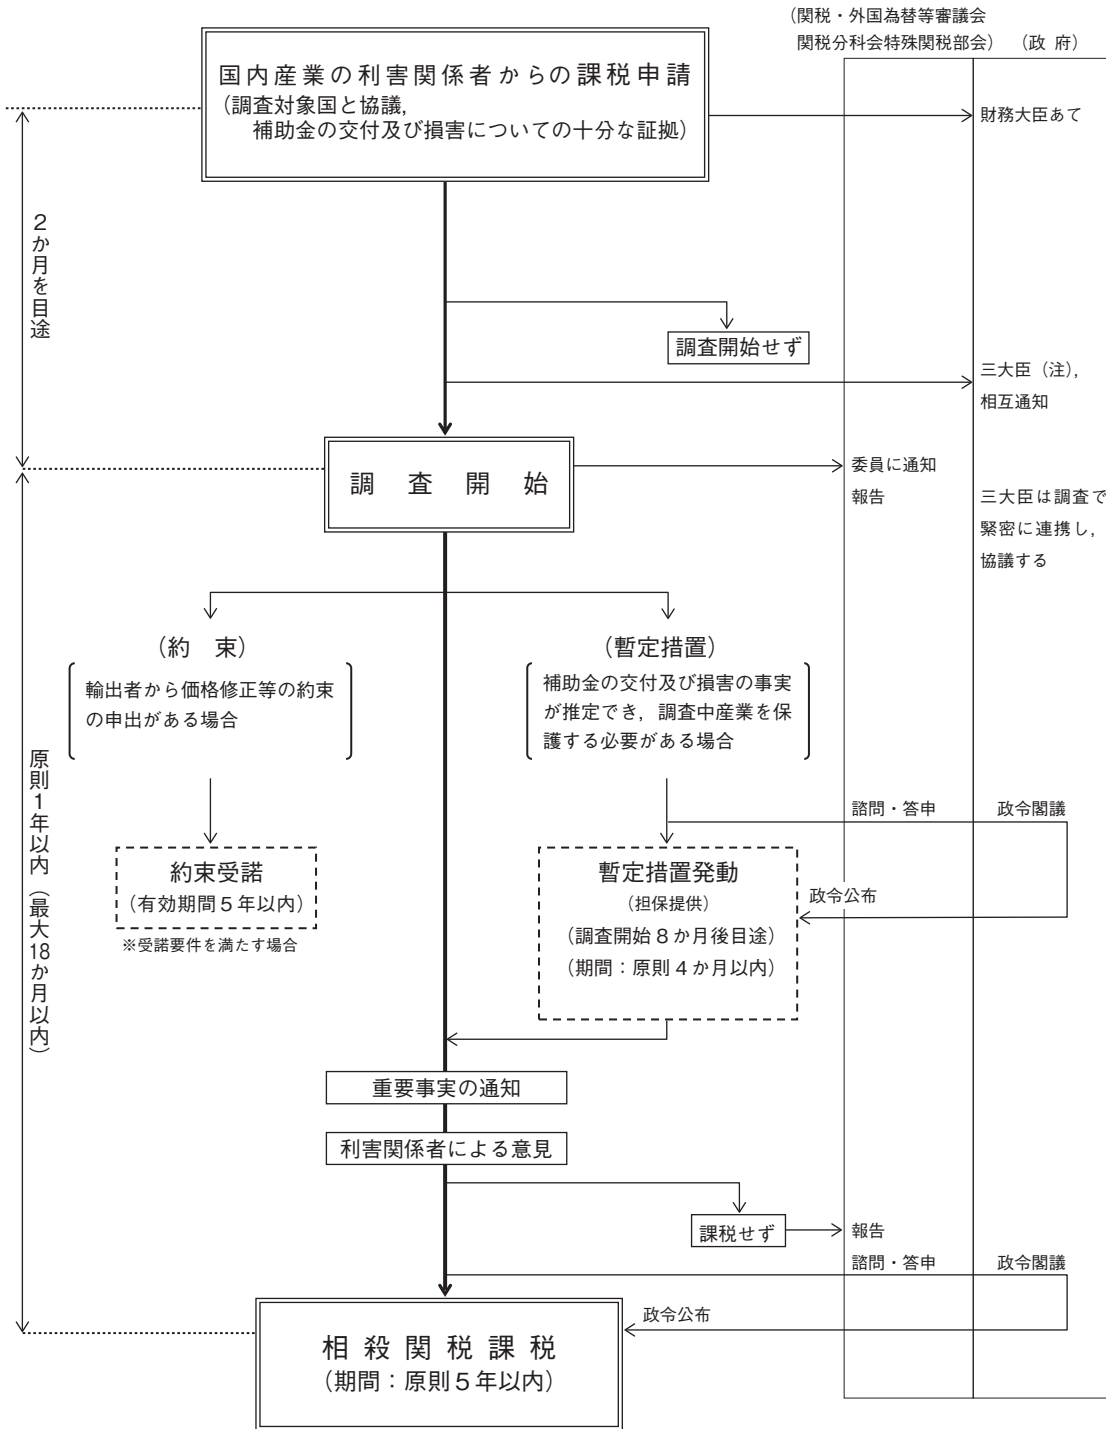 （関税・外国為替等審議会
関税分科会特殊関税部会）
（政 府）
国内産業の利害関係者からの課税申請
（調査対象国と協議，
補助金の交付及び損害についての十分な証拠）
財務大臣あて
２か月を目途
調査開始せず
三大臣（注），
相互通知
調 査 開 始
委員に通知
報告
三大臣は調査で
緊密に連携し，
協議する
（約 束）
輸出者から価格修正等の約束
の申出がある場合
（暫定措置）
補助金の交付及び損害の事実
が推定でき，調査中産業を保
護する必要がある場合
原則１年以内（最大18か月以内）
諮問・答申
政令閣議
約束受諾
（有効期間５年以内）
※受諾要件を満たす場合
暫定措置発動
（担保提供）
（調査開始８か月後目途）
（期間：原則４か月以内）
政令公布
重要事実の通知
利害関係者による意見
課税せず
報告
諮問・答申
政令閣議
政令公布
相 殺 関 税 課 税
（期間：原則５年以内）